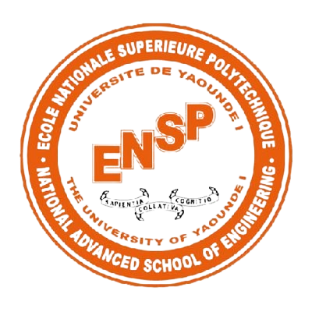 ECOLE NATIONALE SUPERIEURE POLYTECHNIQUE
UNIVERSITE DE YAOUNDE I
ENSP
SAPIENTIA COLLATIVA COGNITIO
THE UNIVERSITY OF YAOUNDE I
NATIONAL ADVANCED SCHOOL OF ENGINEERING